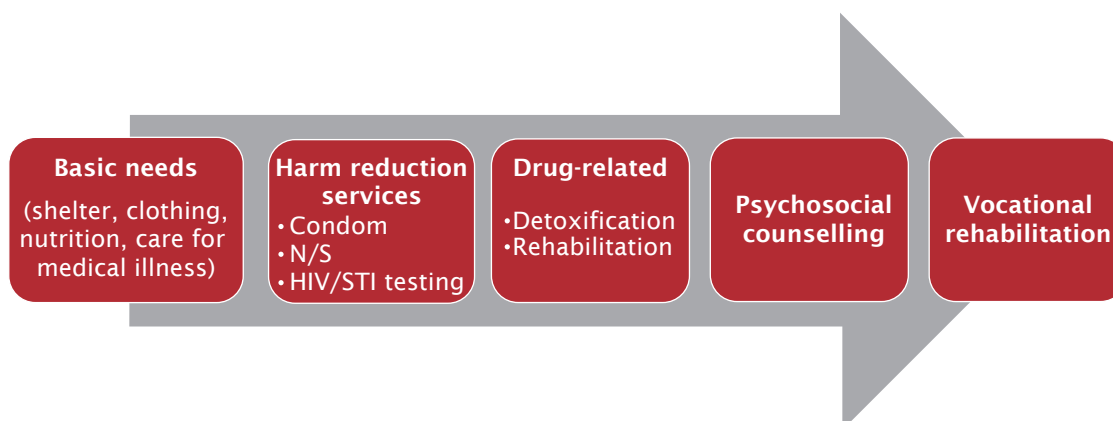 Basic needs
(shelter, clothing,
nutrition, care for
medical illness)
Harm reduction
services
• Condom
• N/S
• HIV/STI testing
Drug-related
•Detoxification
•Rehabilitation
Psychosocial
counselling
Vocational
rehabilitation